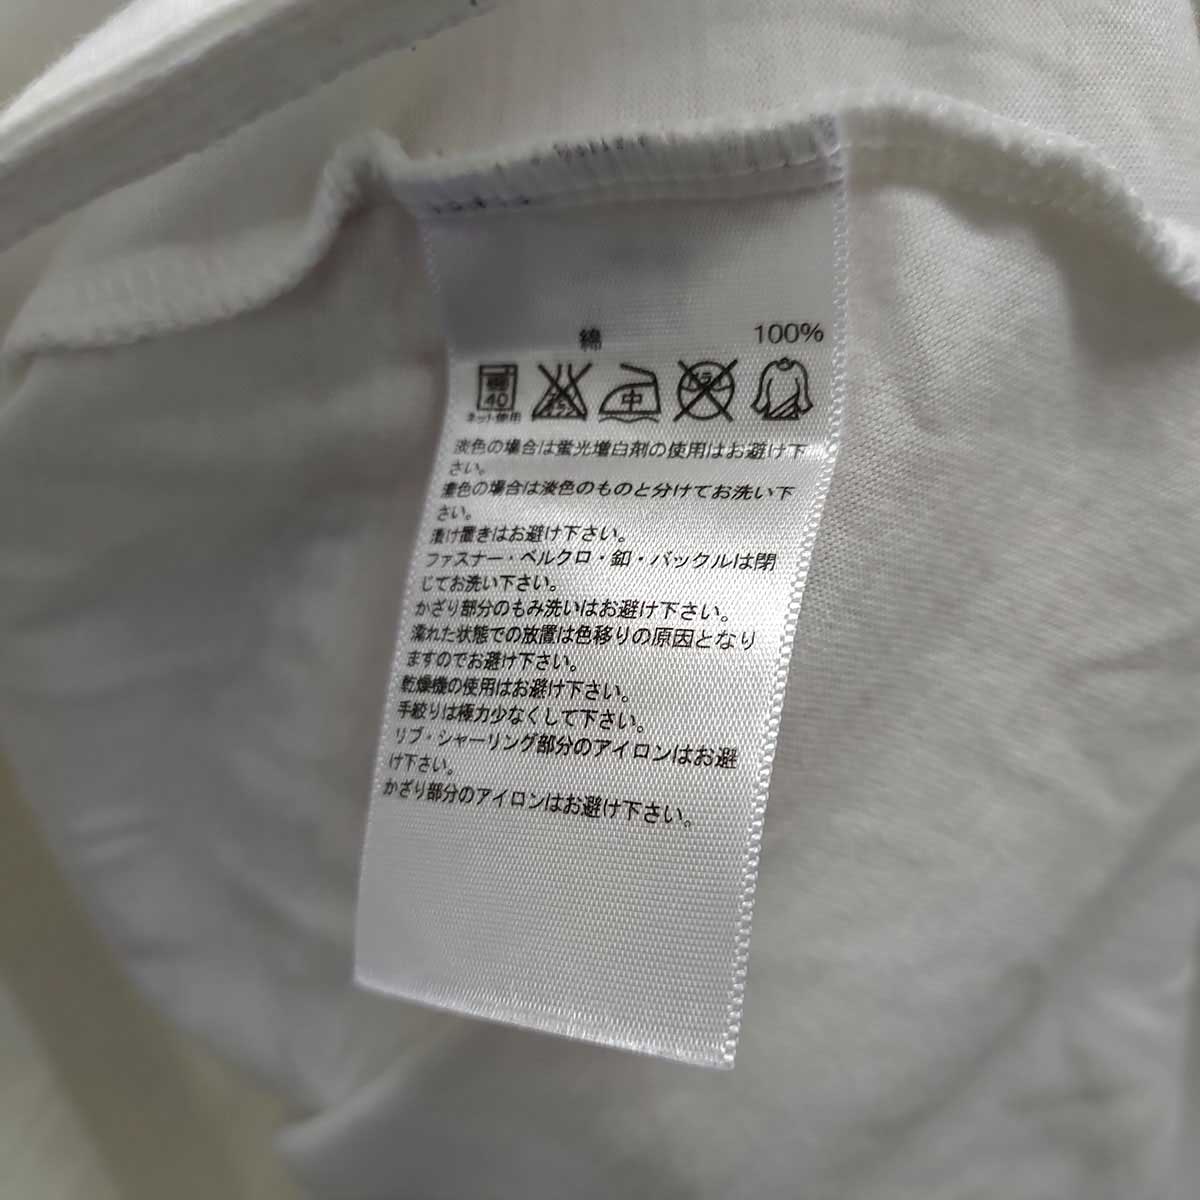 綿 100%
40 中 ドライ
ネット使用
淡色の場合は蛍光増白剤の使用はお避け下
さい。
濃色の場合は淡色のものと分けてお洗い下
さい。
漬け置きはお避け下さい。
ファスナー・ベルクロ・釦・バックルは閉
じてお洗い下さい。
かざり部分のもみ洗いはお避け下さい。
濡れた状態での放置は色移りの原因となり
ますのでお避け下さい。
乾燥機の使用はお避け下さい。
手絞りは極力少なくして下さい。
リブ・シャーリング部分のアイロンはお避
け下さい。
かざり部分のアイロンはお避け下さい。